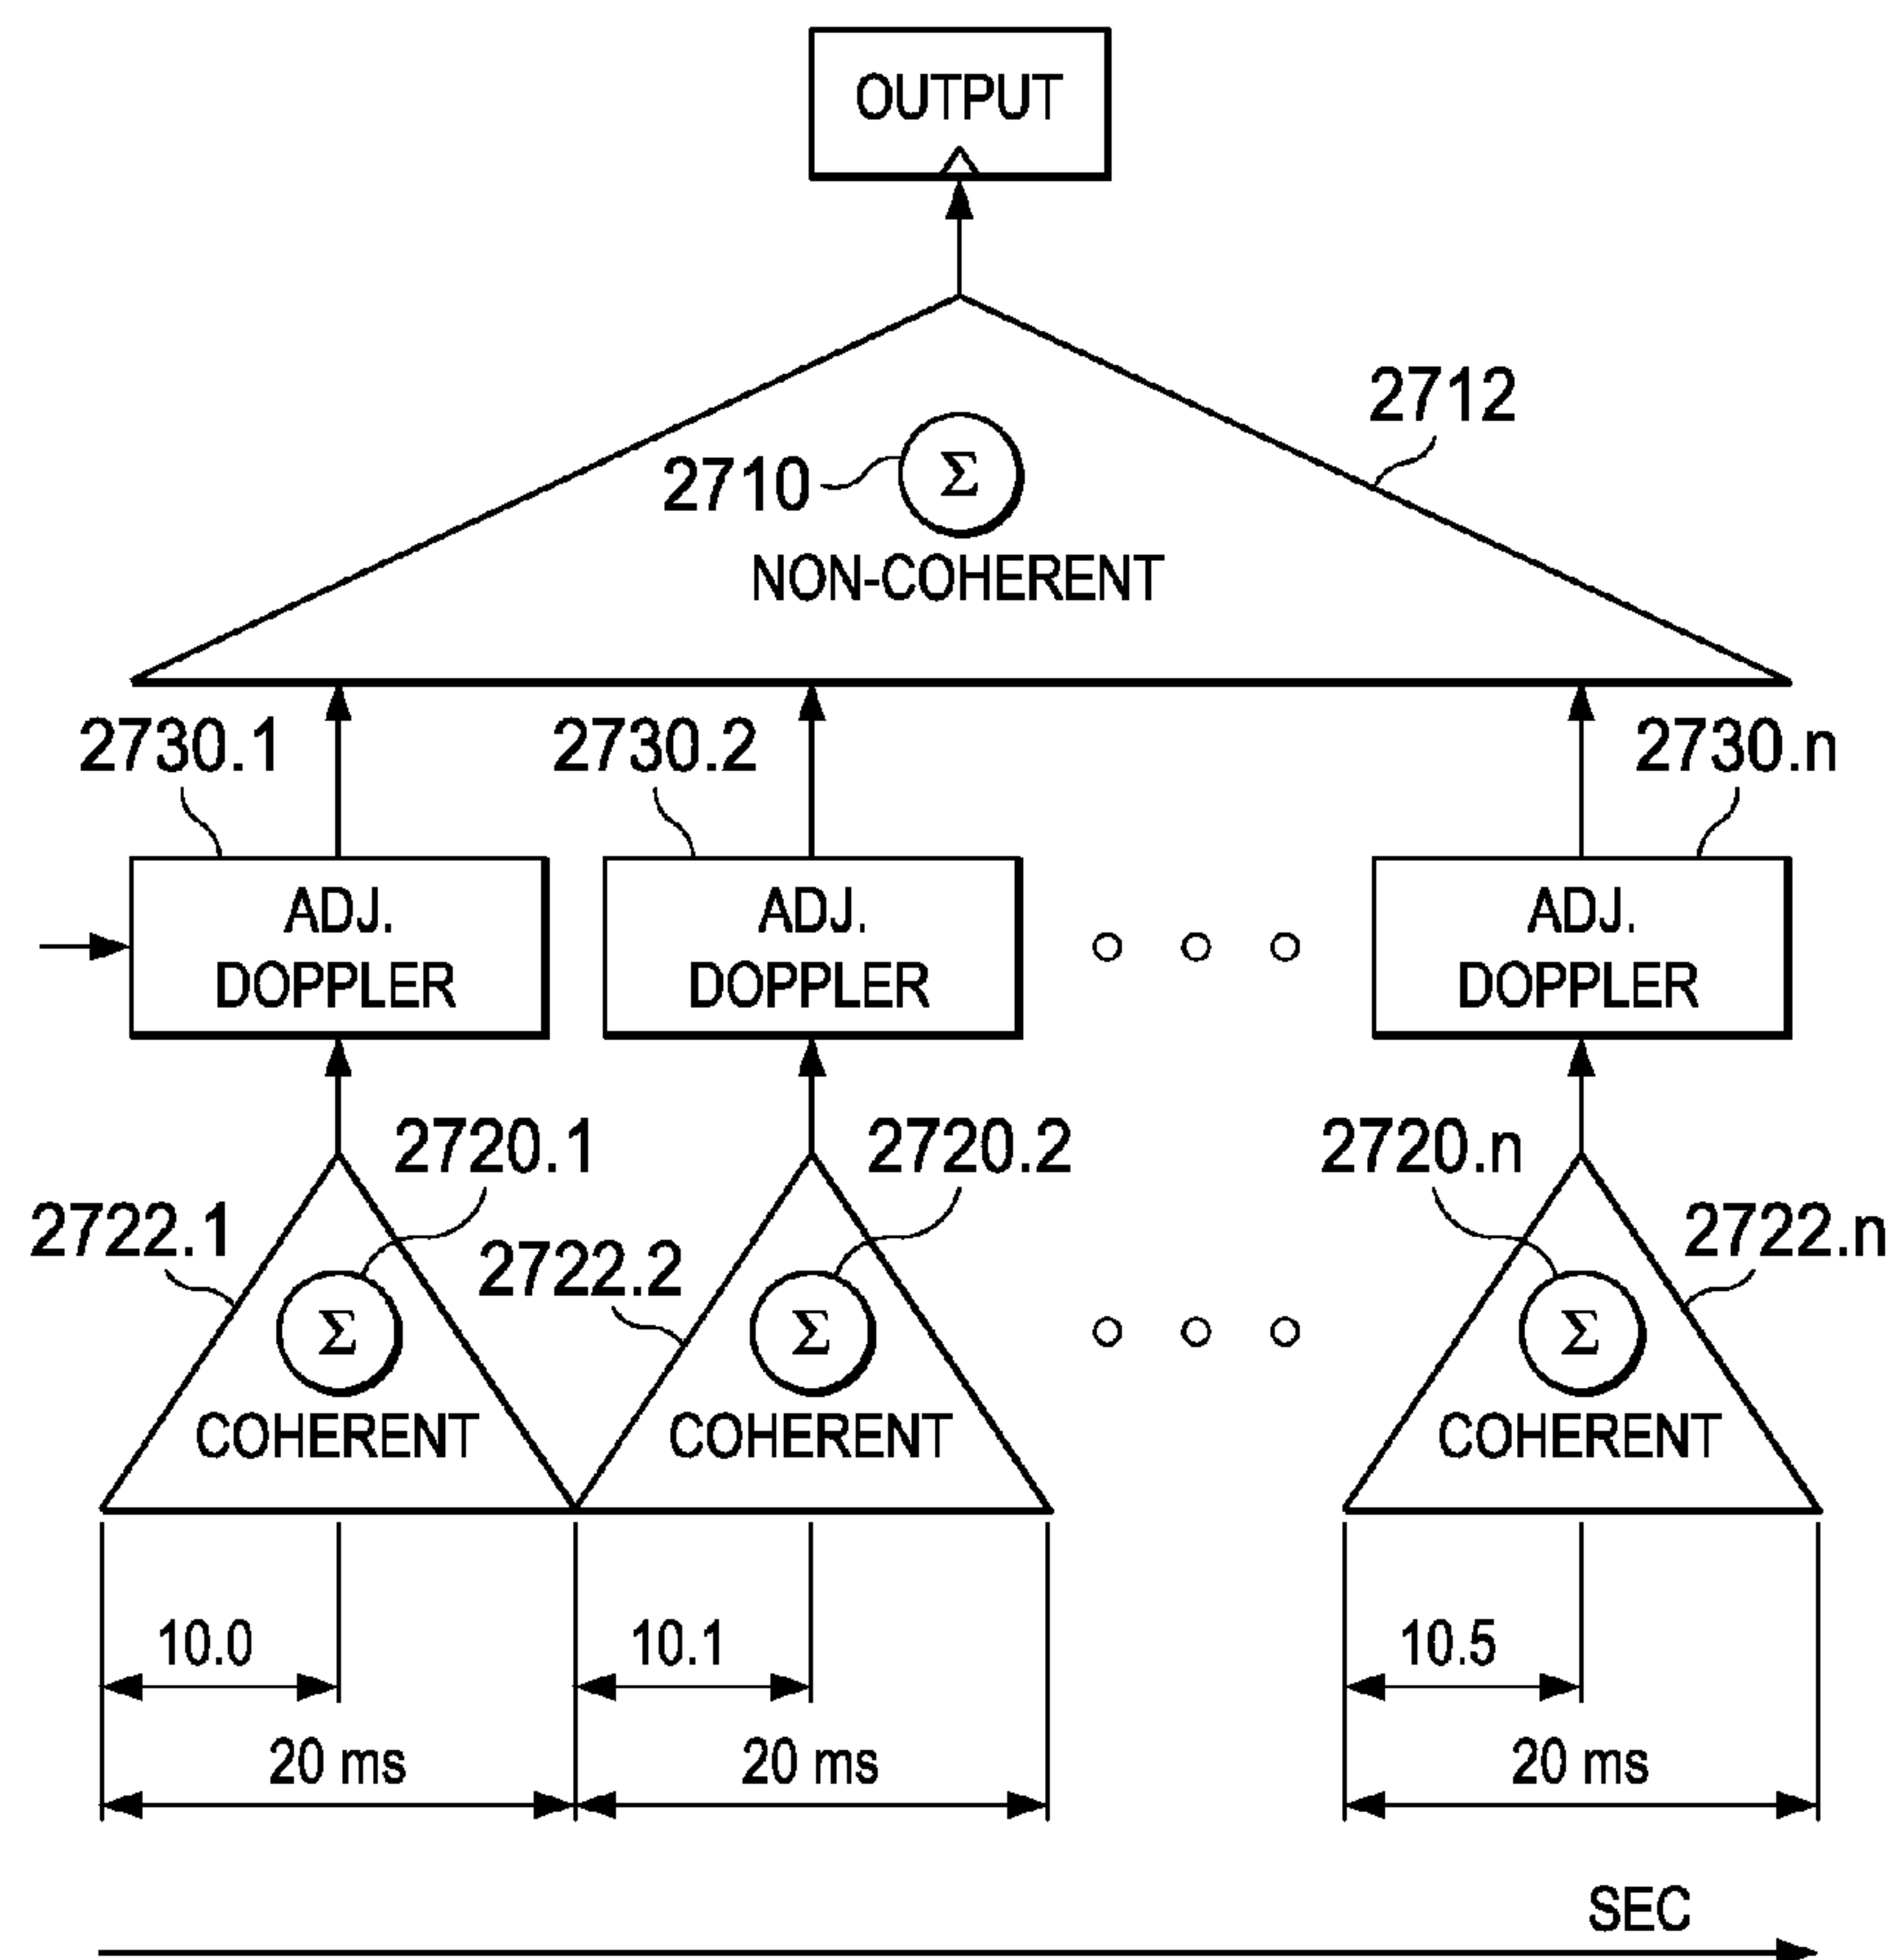 OUTPUT
2712
2710
Σ
NON-COHERENT
2730.1
2730.2
2730.n
ADJ.
DOPPLER
ADJ.
DOPPLER
ADJ.
DOPPLER
2720.1
2720.2
2720.n
2722.1
2722.2
2722.n
Σ
Σ
Σ
COHERENT
COHERENT
COHERENT
10.0
10.1
10.5
20 ms
20 ms
20 ms
SEC